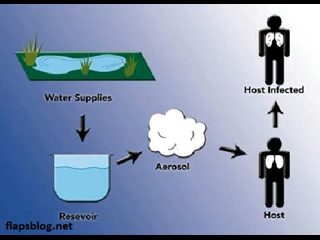 Water Supplies
Host Infected
Aerosol
Resevoir
Host
flapsblog.net